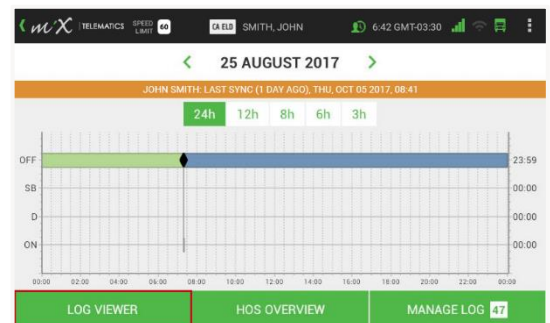 m'X TELEMATICS SPEED LIMIT 60 CA ELD SMITH, JOHN 6:42 GMT-03:30
25 AUGUST 2017
JOHN SMITH: LAST SYNC (1 DAY AGO), THU, OCT 05 2017, 08:41
24h 12h 8h 6h 3h
OFF 23:59
SB 00:00
D 00:00
ON 00:00
00:00 02:00 04:00 06:00 08:00 10:00 12:00 14:00 16:00 18:00 20:00 22:00 00:00
LOG VIEWER HOS OVERVIEW MANAGE LOG 47